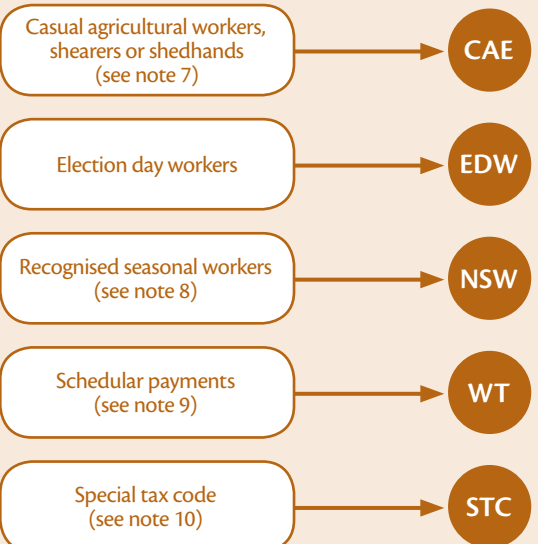 Casual agricultural workers,
shearers or shedhands
(see note 7)
CAE
Election day workers
EDW
Recognised seasonal workers
(see note 8)
NSW
Schedular payments
(see note 9)
WT
Special tax code
(see note 10)
STC